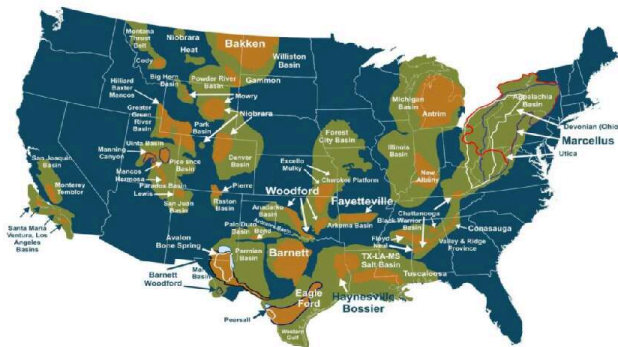 Montana
Thrust
Belt
Cody
Niobrara
Heat
Bakken
Williston
Basin
Big Horn
Basin
Powder River
Basin
Gammon
Mowry
Niobrara
Hilliard
Baxter
Mancos
Greater
Green
River
Basin
Park
Basin
Uinta Basin
Manning
Canyon
Piceance
Basin
Mancos
Hermosa
Paradox Basin
Lewis
San Juan
Basin
Denver
Basin
Pierre
Raton
Basin
San Joaquin
Basin
Monterey
Temblor
Santa Maria
Ventura, Los
Angeles
Basins
Forest
City Basin
Excello
Mulky
Cherokee Platform
Woodford
Anadarko
Basin
Ardmore Basin
Palo Duro
Basin
Bend
Fayetteville
Arkoma Basin
Avalon
Bone Spring
Permian
Basin
Barnett
Woodford
Barnett
Eagle
Ford
Pearsall
Western
Gulf
Haynesville
Bossier
TX-LA-MS
Salt Basin
Tuscaloosa
Floyd
Neal
Chattanooga
Black Warrior
Basin
Conasauga
Valley & Ridge
Province
Michigan
Basin
Antrim
Illinois
Basin
New
Albany
Appalachia
Basin
Devonian (Ohio
Marcellus
Utica